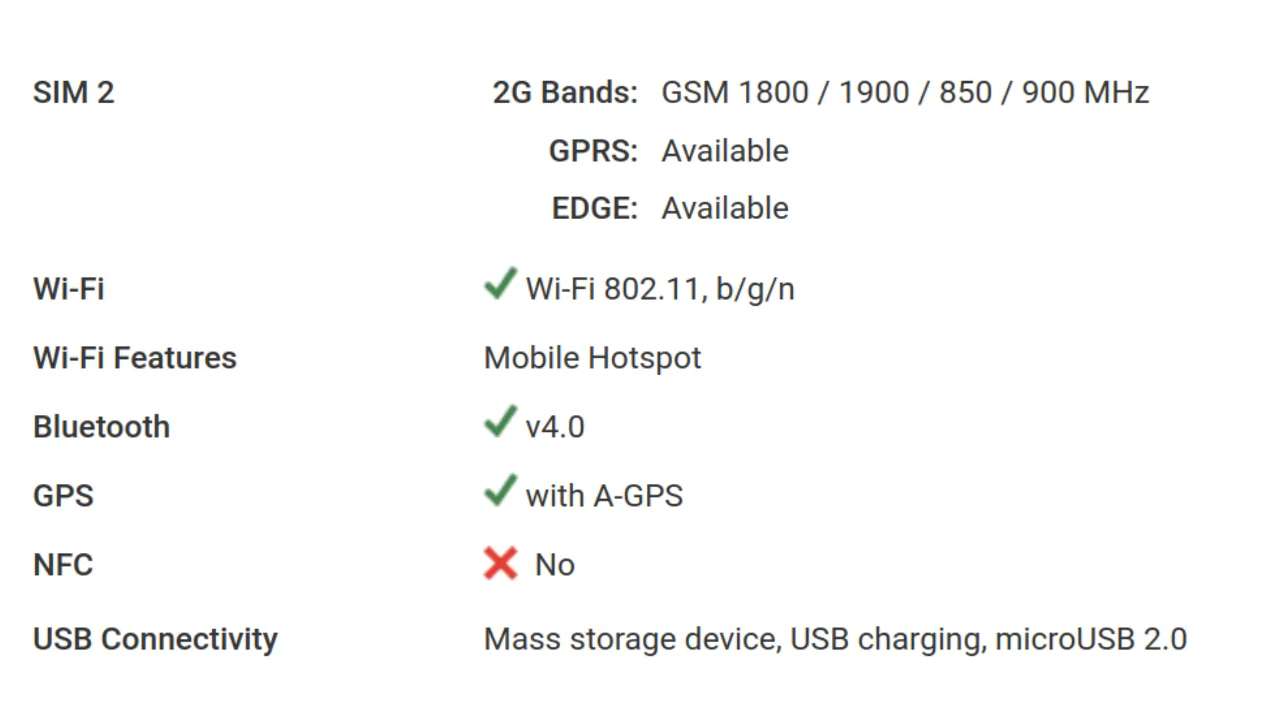 SIM 2 2G Bands: GSM 1800 / 1900 / 850 / 900 MHz
GPRS: Available
EDGE: Available
Wi-Fi Wi-Fi 802.11, b/g/n
Wi-Fi Features Mobile Hotspot
Bluetooth v4.0
GPS with A-GPS
NFC No
USB Connectivity Mass storage device, USB charging, microUSB 2.0